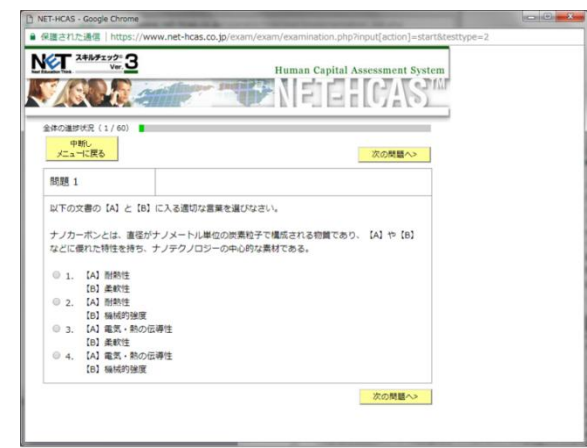 NET-HCAS - Google Chrome
保護された通信 | https://www.net-hcas.co.jp/exam/exam/examination.php?input[action]=start&testtype=2
NET スキルチェック Ver.3
Next Education Think.
Human Capital Assessment System
NET-HCAS™
全体の進捗状況 ( 1 / 60)
中断し
メニューに戻る
次の問題へ>
問題 1
以下の文書の【A】と【B】に入る適切な言葉を選びなさい。
ナノカーボンとは、直径がナノメートル単位の炭素粒子で構成される物質であり、【A】や【B】
などに優れた特性を持ち、ナノテクノロジーの中心的な素材である。
1. 【A】耐熱性
【B】柔軟性
2. 【A】耐熱性
【B】機械的強度
3. 【A】電気・熱の伝導性
【B】柔軟性
4. 【A】電気・熱の伝導性
【B】機械的強度
次の問題へ>